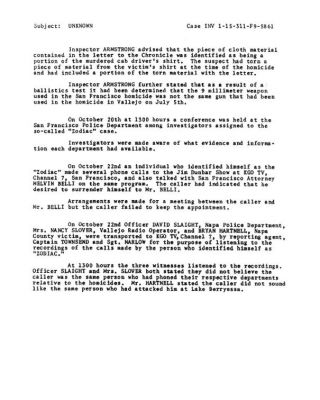 Subject: UNKNOWN Case INV 1-15-311-F9-5861
Inspector ARMSTRONG advised that the piece of cloth material
contained in the letter to the Chronicle was identified as being a
portion of the murdered cab driver's shirt. The suspect had torn a
piece of material from the victim's shirt at the time of the homicide
and had included a portion of the torn material with the letter.
Inspector ARMSTRONG further stated that as a result of a
ballistics test it had been determined that the 9 millimeter weapon
used in the San Francisco homicide was not the same gun that had been
used in the homicide in Vallejo on July 5th.
On October 20th at 1300 hours a conference was held at the
San Francisco Police Department among investigators assigned to the
so-called "Zodiac" case.
Investigators were made aware of what evidence and informa-
tion each department had available.
On October 22nd an individual who identified himself as the
"Zodiac" made several phone calls to the Jim Dunbar Show at KGO TV,
Channel 7, San Francisco, and also talked with San Francisco Attorney
MELVIN BELLI on the same program. The caller had indicated that he
desired to surrender himself to Mr. BELLI.
Arrangements were made for a meeting between the caller and
Mr. BELLI but the caller failed to keep the appointment.
On October 22nd Officer DAVID SLAIGHT, Napa Police Department,
Mrs. NANCY SLOVER, Vallejo Radio Operator, and BRYAN HARTNELL, Napa
County victim, were transported to KGO TV, Channel 7, by reporting agent,
Captain TOWNSEND and Sgt. MARLOW for the purpose of listening to the
recordings of the calls made by the person who identified himself as
"ZODIAC."
At 1300 hours the three witnesses listened to the recordings.
Officer SLAIGHT and Mrs. SLOVER both stated they did not believe the
caller was the same person who had phoned their respective departments
relative to the homicides. Mr. HARTNELL stated the caller did not sound
like the same person who had attacked him at Lake Berryessa.